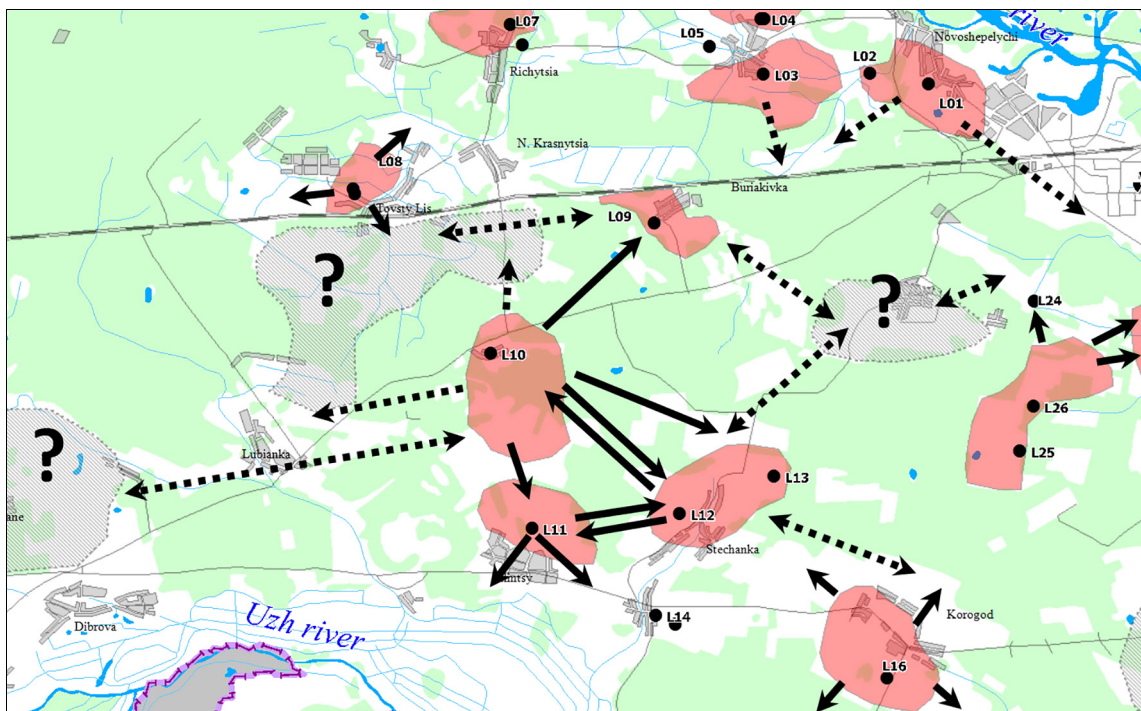 L07
L04
L05
river
Novoshepelychi
Richytsia
L03
L02
L01
N. Krasnytsia
L08
Buriakivka
Tovsty Lis
L09
?
?
L24
L10
L26
?
Lubianka
L25
L13
L12
L11
Stechanka
Dibrova
Uzh river
L14
Korogod
L16